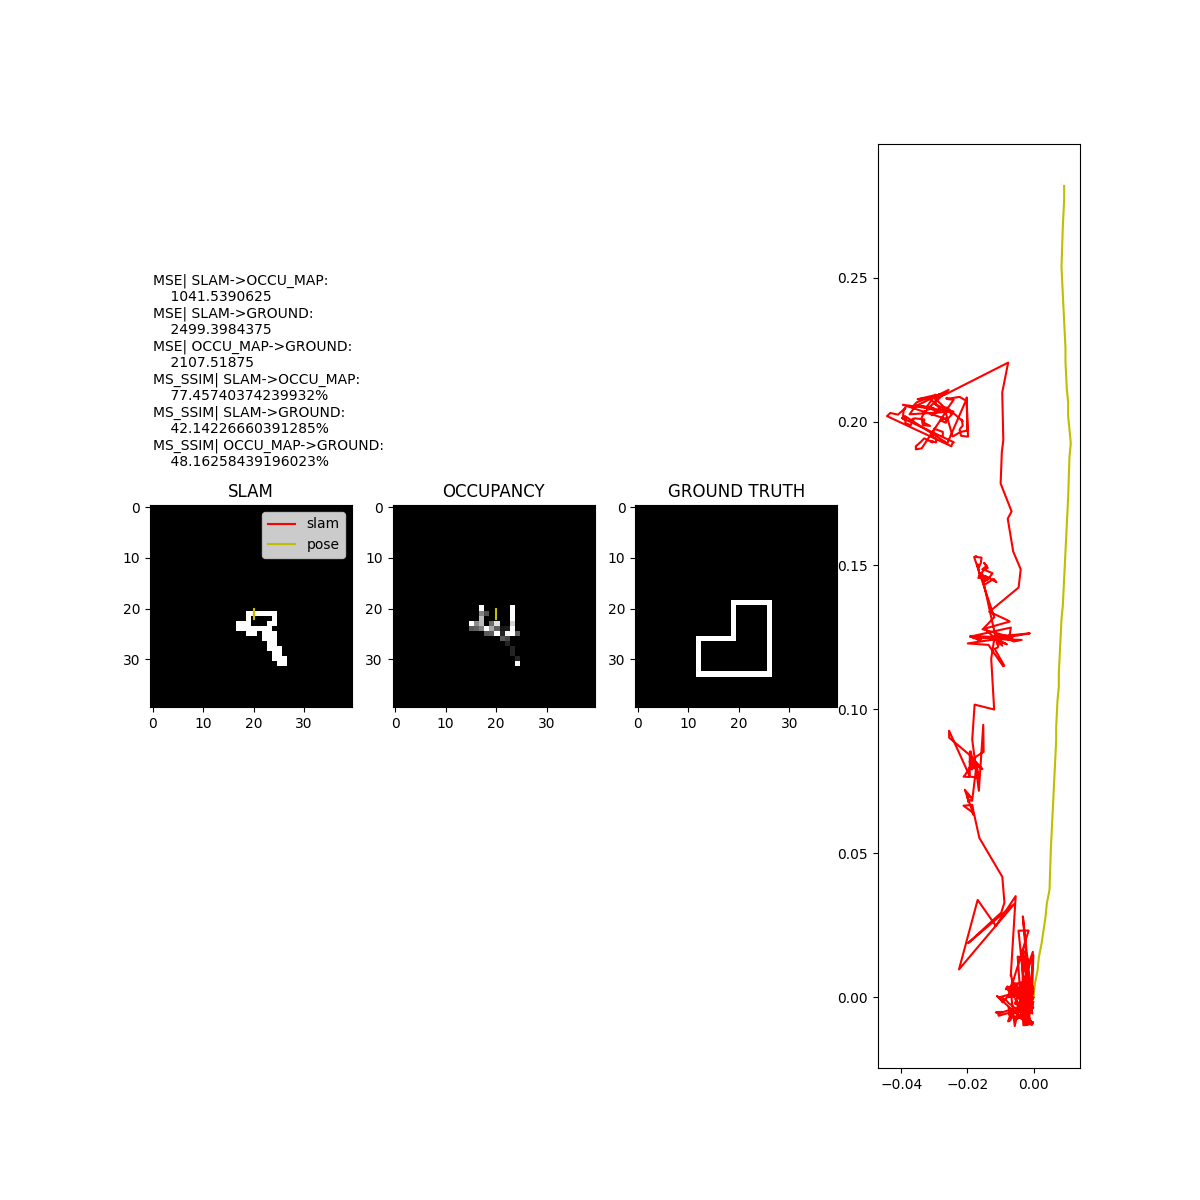 MSE| SLAM->OCCU_MAP:
1041.5390625
MSE| SLAM->GROUND:
2499.3984375
MSE| OCCU_MAP->GROUND:
2107.51875
MS_SSIM| SLAM->OCCU_MAP:
77.45740374239932%
MS_SSIM| SLAM->GROUND:
42.14226660391285%
MS_SSIM| OCCU_MAP->GROUND:
48.16258439196023%
SLAM
slam
pose
0
10
20
30
0 10 20 30
OCCUPANCY
0
10
20
30
0 10 20 30
GROUND TRUTH
0
10
20
30
0 10 20 30
0.25
0.20
0.15
0.10
0.05
0.00
−0.04 −0.02 0.00